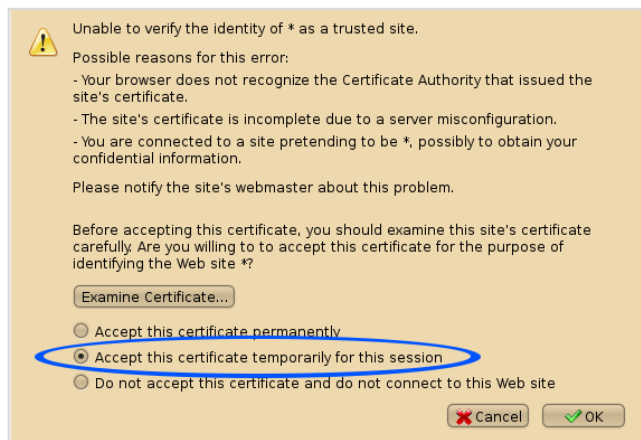 Unable to verify the identity of * as a trusted site.
Possible reasons for this error:
- Your browser does not recognize the Certificate Authority that issued the
site's certificate.
- The site's certificate is incomplete due to a server misconfiguration.
- You are connected to a site pretending to be *, possibly to obtain your
confidential information.
Please notify the site's webmaster about this problem.
Before accepting this certificate, you should examine this site's certificate
carefully. Are you willing to to accept this certificate for the purpose of
identifying the Web site *?
Examine Certificate...
Accept this certificate permanently
Accept this certificate temporarily for this session
Do not accept this certificate and do not connect to this Web site
Cancel OK